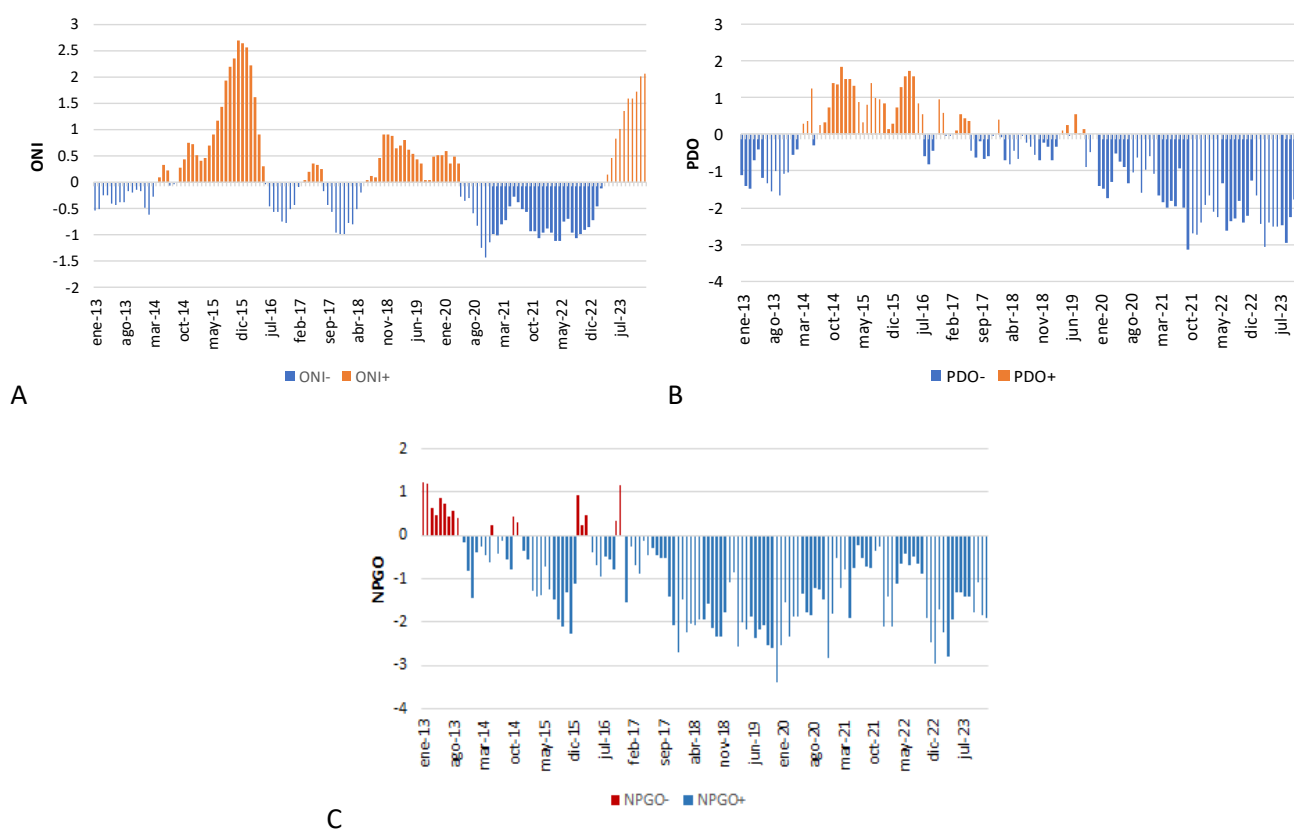 3
2.5
2
1.5
1
0.5
0
-0.5
-1
-1.5
-2
ONI
ene-13
ago-13
mar-14
oct-14
may-15
dic-15
jul-16
feb-17
sep-17
abr-18
nov-18
jun-19
ene-20
ago-20
mar-21
oct-21
may-22
dic-22
jul-23
ONI- ONI+
A
3
2
1
0
-1
-2
-3
-4
PDO
ene-13
ago-13
mar-14
oct-14
may-15
dic-15
jul-16
feb-17
sep-17
abr-18
nov-18
jun-19
ene-20
ago-20
mar-21
oct-21
may-22
dic-22
jul-23
PDO- PDO+
B
2
1
0
-1
-2
-3
-4
NPGO
ene-13
ago-13
mar-14
oct-14
may-15
dic-15
jul-16
feb-17
sep-17
abr-18
nov-18
jun-19
ene-20
ago-20
mar-21
oct-21
may-22
dic-22
jul-23
NPGO- NPGO+
C